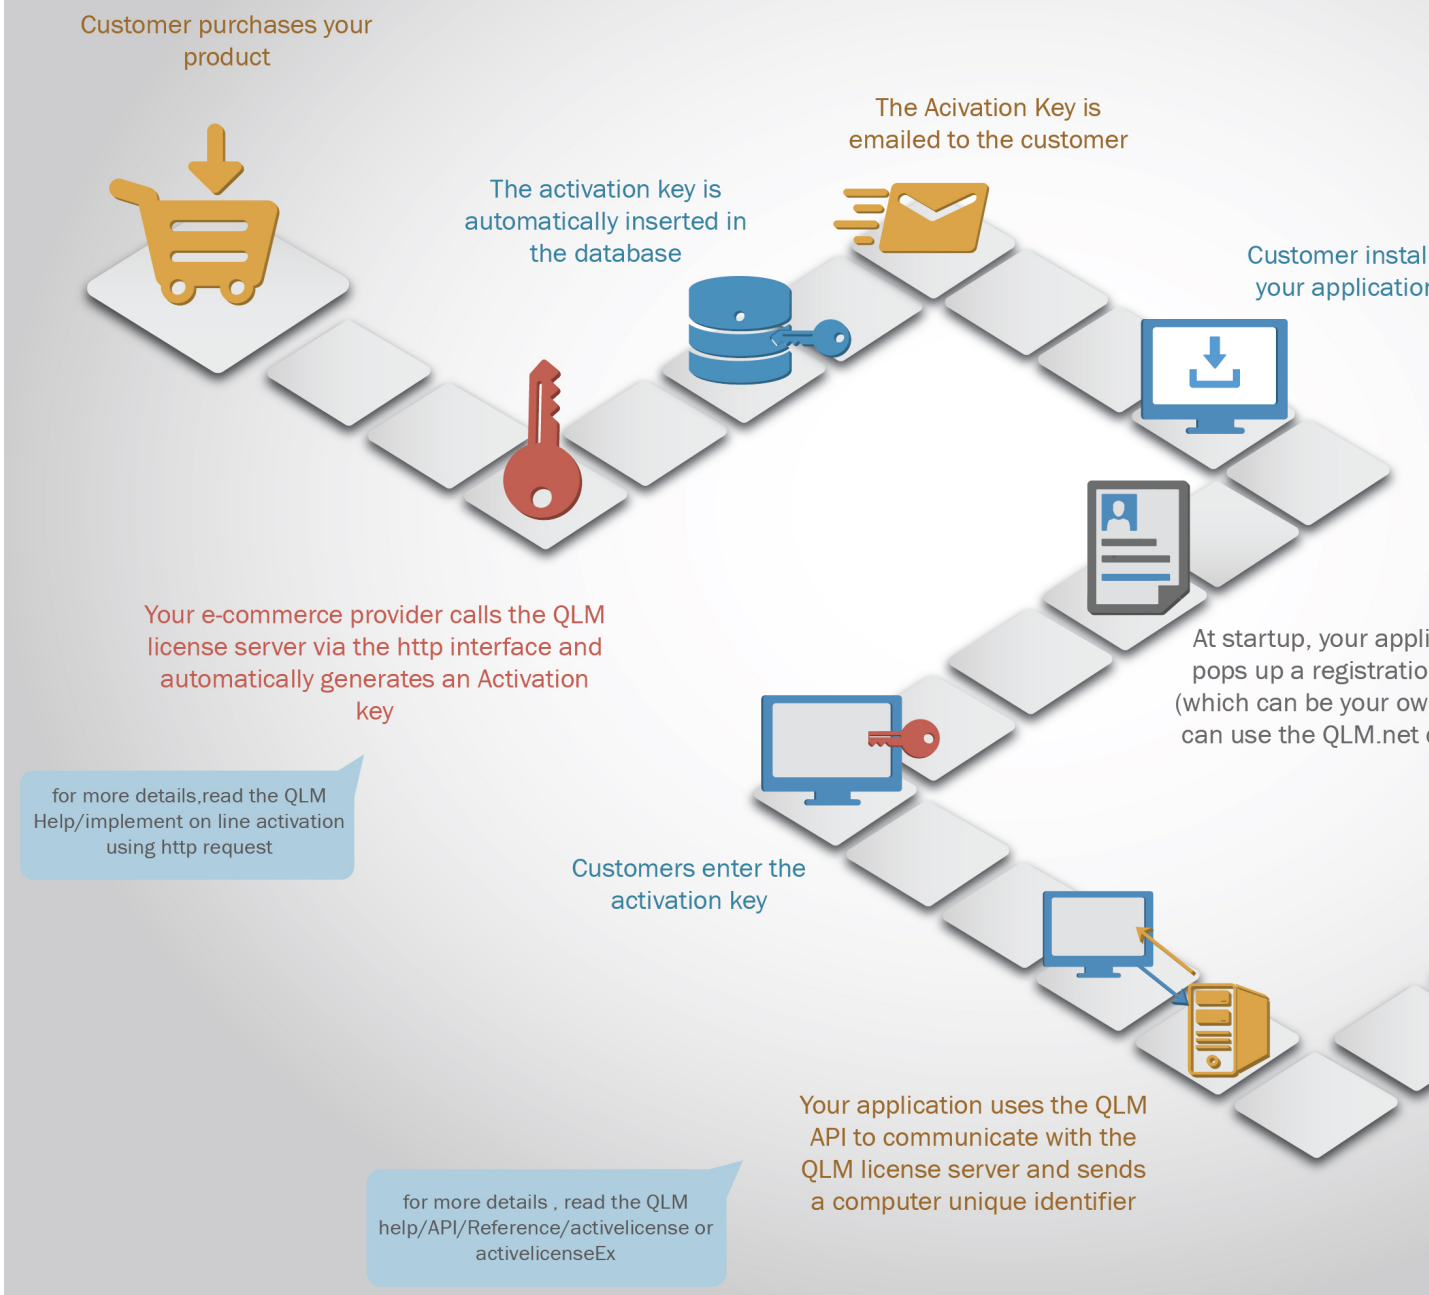 Customer purchases your
product
The Acivation Key is
emailed to the customer
The activation key is
automatically inserted in
the database
Customer instal
your application
Your e-commerce provider calls the QLM
license server via the http interface and
automatically generates an Activation
key
At startup, your appli
pops up a registratio
(which can be your ow
can use the QLM.net
for more details,read the QLM
Help/implement on line activation
using http request
Customers enter the
activation key
Your application uses the QLM
API to communicate with the
QLM license server and sends
a computer unique identifier
for more details , read the QLM
help/API/Reference/activelicense or
activelicenseEx